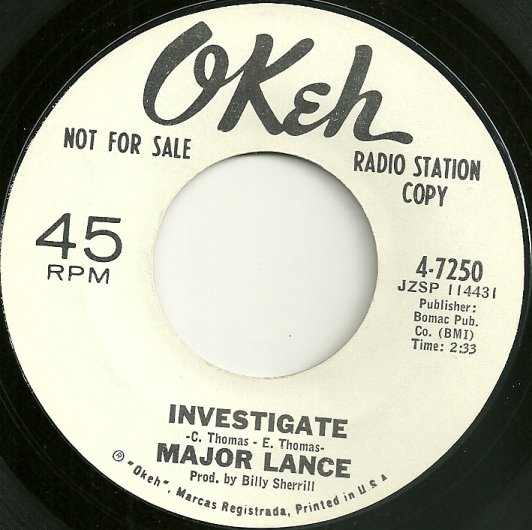 OKeh
NOT FOR SALE
RADIO STATION
COPY
45
RPM
4-7250
JZSP 114431
Publisher:
Bomac Pub.
Co. (BMI)
Time: 2:33
INVESTIGATE
-C. Thomas - E. Thomas-
MAJOR LANCE
Prod. by Billy Sherrill
℗ "Okeh", Marcas Registrada, Printed in U.S.A.